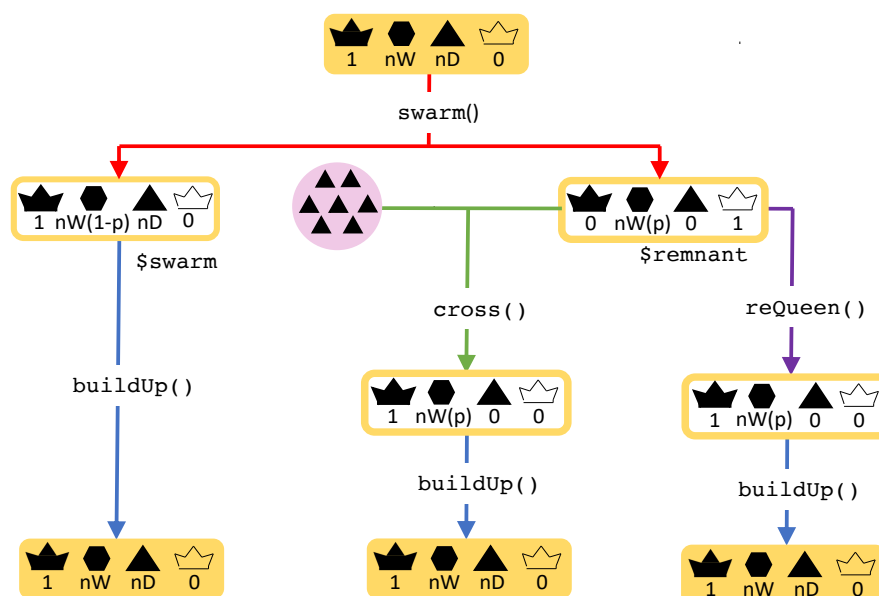 1 nW nD 0
swarm()
1 nW(1-p) nD 0
0 nW(p) 0 1
$swarm
$remnant
cross()
reQueen()
buildUp()
1 nW(p) 0 0
1 nW(p) 0 0
buildUp()
buildUp()
1 nW nD 0
1 nW nD 0
1 nW nD 0